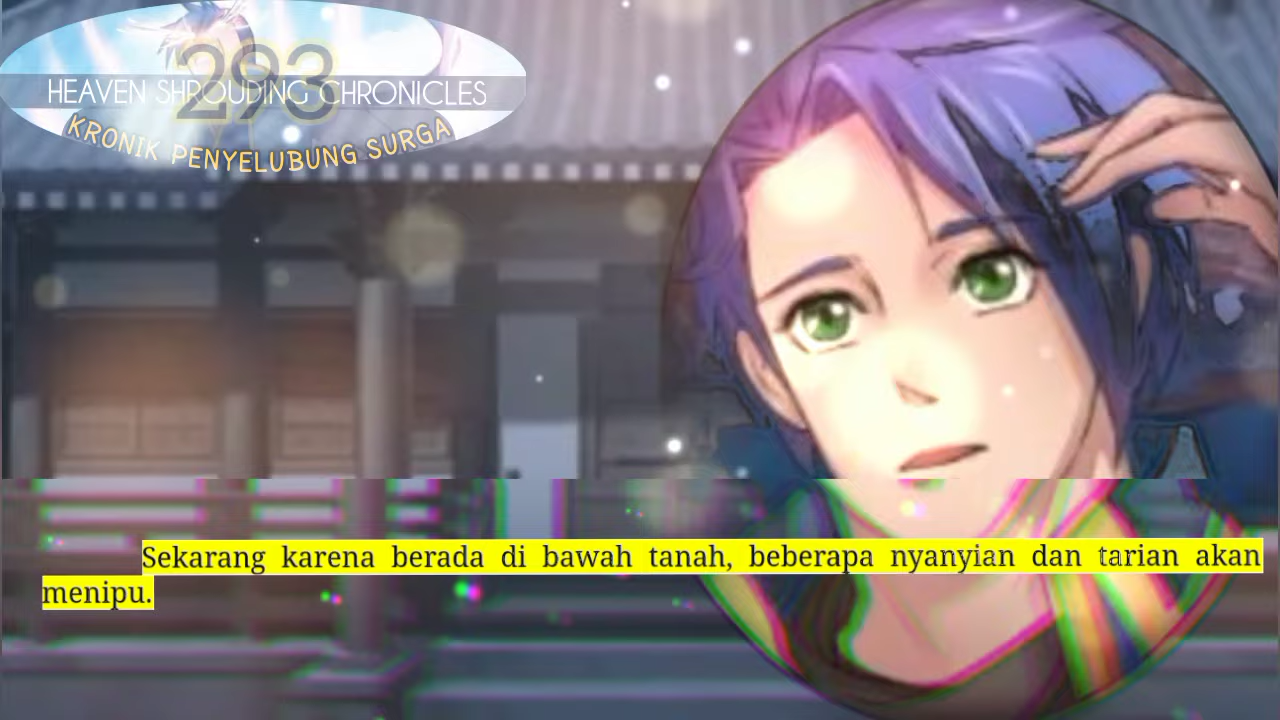 293
HEAVEN SHROUDING CHRONICLES
KRONIK PENYELUBUNG SURGA
Sekarang karena berada di bawah tanah, beberapa nyanyian dan tarian akan
menipu.